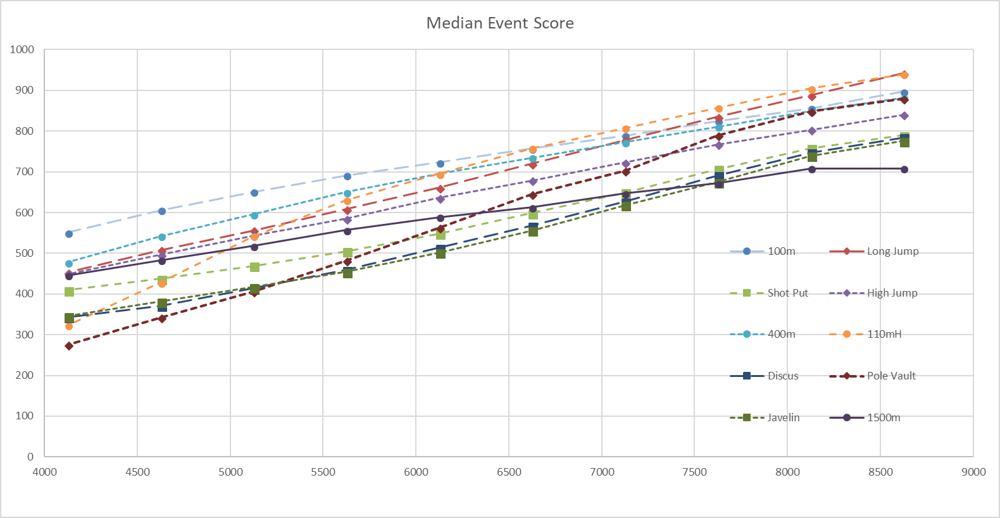 Median Event Score
1000
900
800
700
600
500
400
300
200
100
0
4000 4500 5000 5500 6000 6500 7000 7500 8000 8500 9000
100m Long Jump
Shot Put High Jump
400m 110mH
Discus Pole Vault
Javelin 1500m